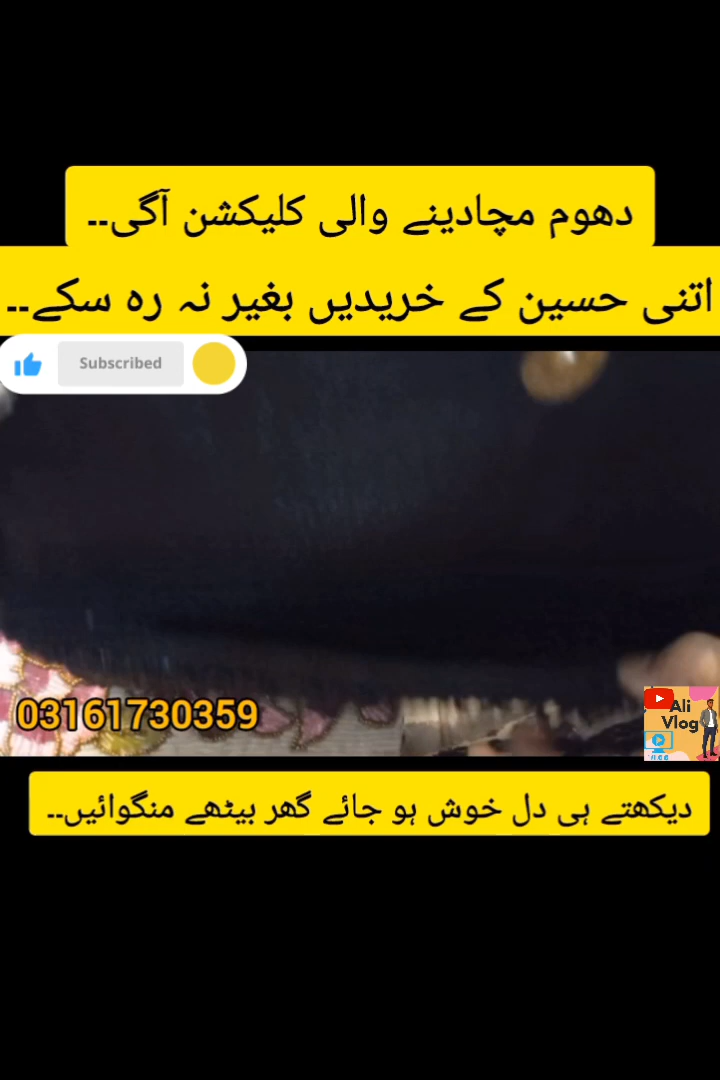 دھوم مچادینے والی کلیکشن آگی۔۔
اتنی حسین کے خریدیں بغیر نہ رہ سکے۔۔
Subscribed
03161730359
Ali
Vlog
VLOG
دیکھتے ہی دل خوش ہو جائے گھر بیٹھے منگوائیں۔۔